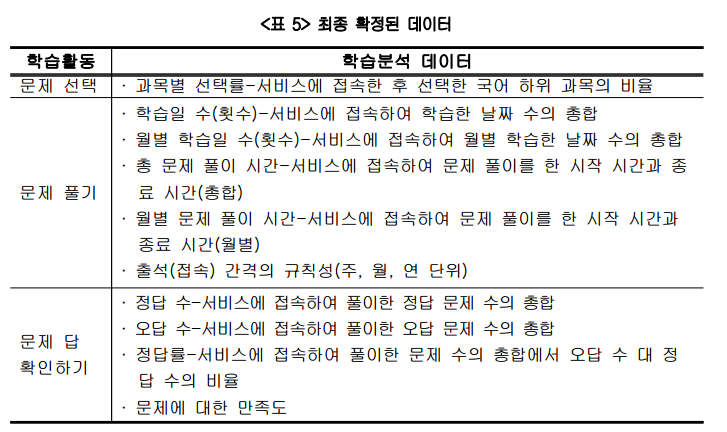 <표 5> 최종 확정된 데이터
학습활동 학습분석 데이터
문제 선택 · 과목별 선택률-서비스에 접속한 후 선택한 국어 하위 과목의 비율
문제 풀기
· 학습일 수(횟수)-서비스에 접속하여 학습한 날짜 수의 총합
· 월별 학습일 수(횟수)-서비스에 접속하여 월별 학습한 날짜 수의 총합
· 총 문제 풀이 시간-서비스에 접속하여 문제 풀이를 한 시작 시간과 종
료 시간(총합)
· 월별 문제 풀이 시간-서비스에 접속하여 문제 풀이를 한 시작 시간과
종료 시간(월별)
· 출석(접속) 간격의 규칙성(주, 월, 연 단위)
문제 답
확인하기
· 정답 수-서비스에 접속하여 풀이한 정답 문제 수의 총합
· 오답 수-서비스에 접속하여 풀이한 오답 문제 수의 총합
· 정답률-서비스에 접속하여 풀이한 문제 수의 총합에서 오답 수 대 정
답 수의 비율
· 문제에 대한 만족도